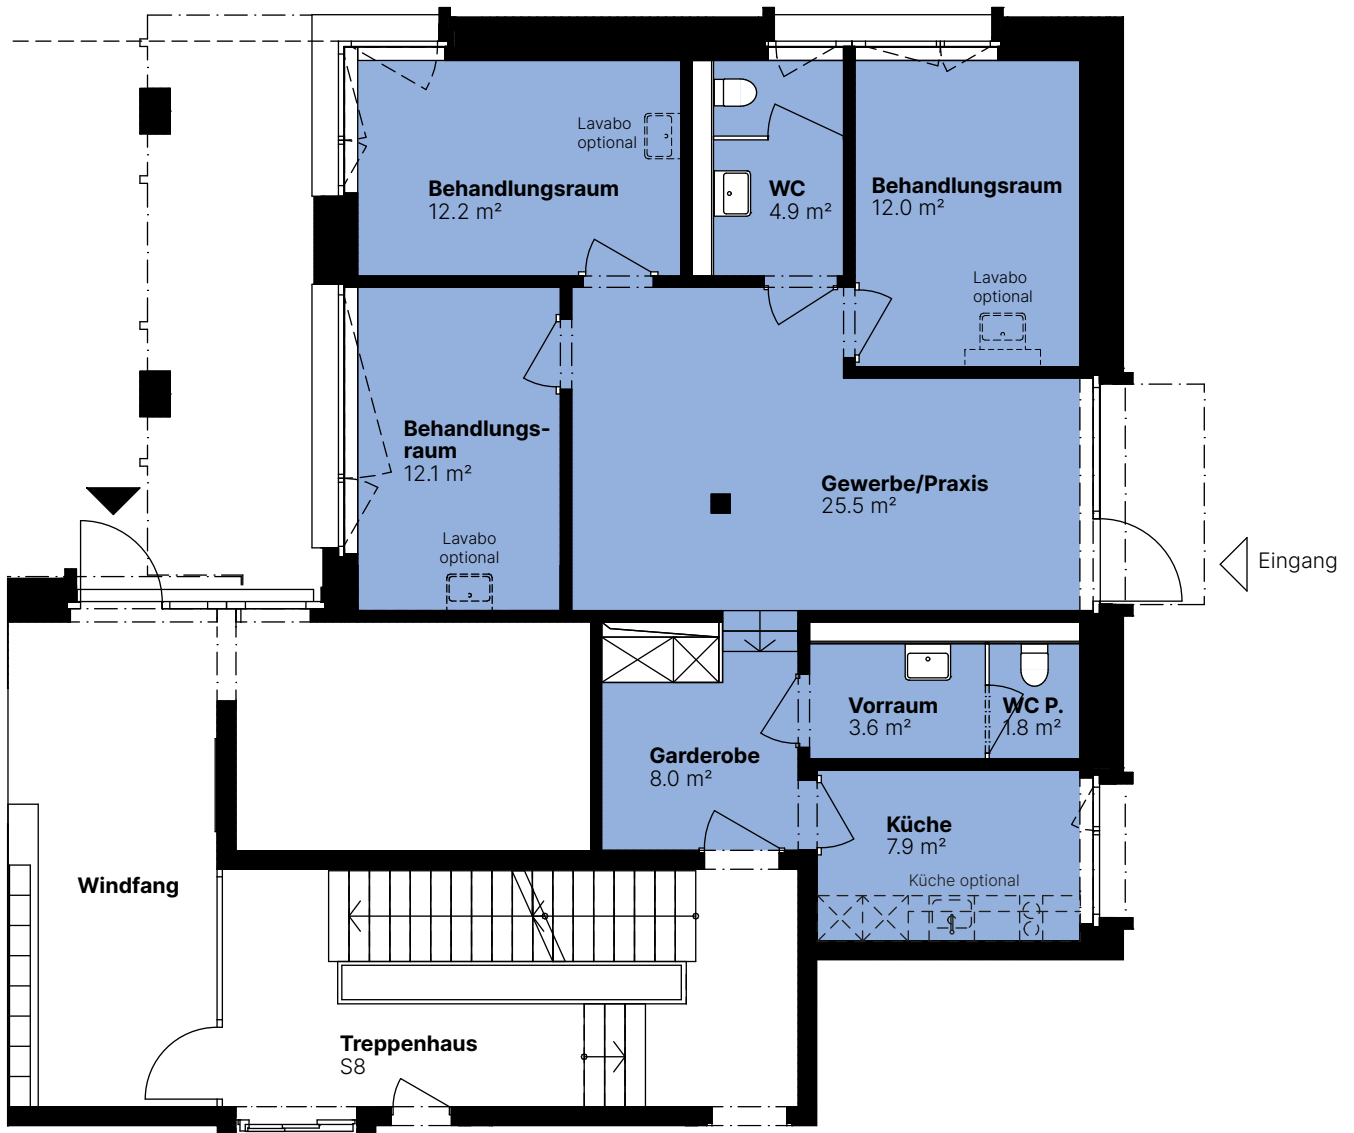 Lavabo
optional
Behandlungsraum
12.2 m²
WC
4.9 m²
Behandlungsraum
12.0 m²
Lavabo
optional
Behandlungs-
raum
12.1 m²
Lavabo
optional
Gewerbe/Praxis
25.5 m²
Eingang
Garderobe
8.0 m²
Vorraum
3.6 m²
WC P.
1.8 m²
Küche
7.9 m²
Küche optional
Windfang
Treppenhaus
S8